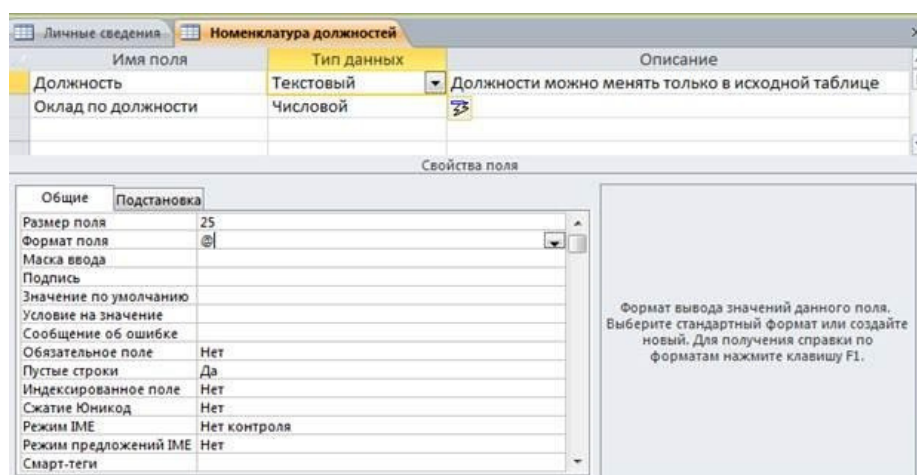 Личные сведения Номенклатура должностей
Имя поля Тип данных Описание
Должность Текстовый Должности можно менять только в исходной таблице
Оклад по должности Числовой
Свойства поля
Общие Подстановка
Размер поля 25
Формат поля @
Маска ввода
Подпись
Значение по умолчанию
Условие на значение
Сообщение об ошибке
Обязательное поле Нет
Пустые строки Да
Индексированное поле Нет
Сжатие Юникод Нет
Режим IME Нет контроля
Режим предложений IME Нет
Смарт-теги
Формат вывода значений данного поля.
Выберите стандартный формат или создайте
новый. Для получения справки по
форматам нажмите клавишу F1.